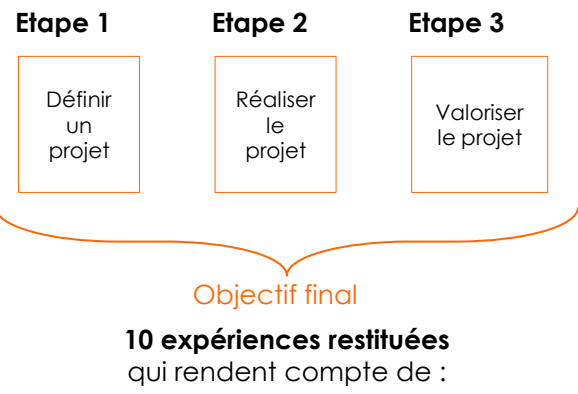 Etape 1
Etape 2
Etape 3
Définir
un
projet
Réaliser
le
projet
Valoriser
le projet
Objectif final
10 expériences restituées
qui rendent compte de :